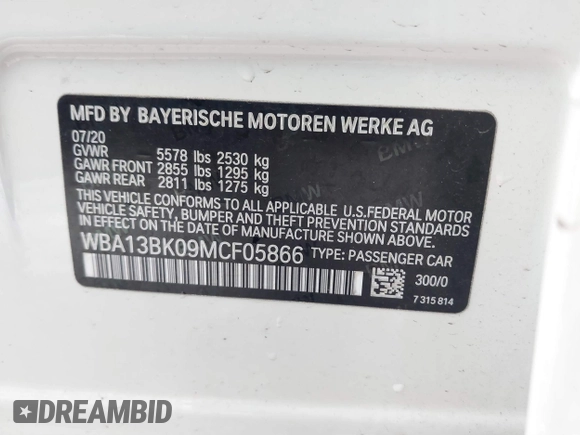 MFD BY BAYERISCHE MOTOREN WERKE AG
07/20
GVWR 5578 lbs 2530 kg
GAWR FRONT 2855 lbs 1295 kg
GAWR REAR 2811 lbs 1275 kg
THIS VEHICLE CONFORMS TO ALL APPLICABLE U.S.FEDERAL MOTOR
VEHICLE SAFETY, BUMPER AND THEFT PREVENTION STANDARDS
IN EFFECT ON THE DATE OF MANUFACTURE SHOWN ABOVE.
WBA13BK09MCF05866 TYPE: PASSENGER CAR
300/0
7 315 814
DREAMBID